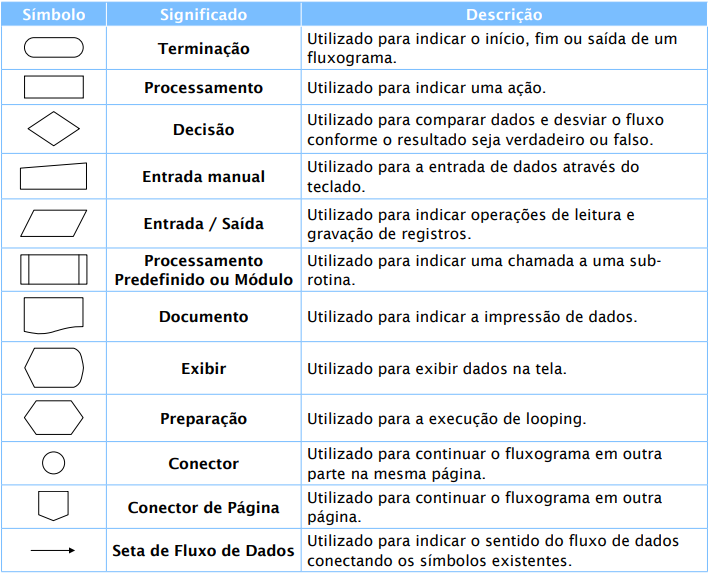 Símbolo Significado Descrição
Terminação
Utilizado para indicar o início, fim ou saída de um
fluxograma.
Processamento
Utilizado para indicar uma ação.
Decisão
Utilizado para comparar dados e desviar o fluxo
conforme o resultado seja verdadeiro ou falso.
Entrada manual
Utilizado para a entrada de dados através do
teclado.
Entrada / Saída
Utilizado para indicar operações de leitura e
gravação de registros.
Processamento
Predefinido ou Módulo
Utilizado para indicar uma chamada a uma sub-
rotina.
Documento
Utilizado para indicar a impressão de dados.
Exibir
Utilizado para exibir dados na tela.
Preparação
Utilizado para a execução de looping.
Conector
Utilizado para continuar o fluxograma em outra
parte na mesma página.
Conector de Página
Utilizado para continuar o fluxograma em outra
página.
Seta de Fluxo de Dados
Utilizado para indicar o sentido do fluxo de dados
conectando os símbolos existentes.